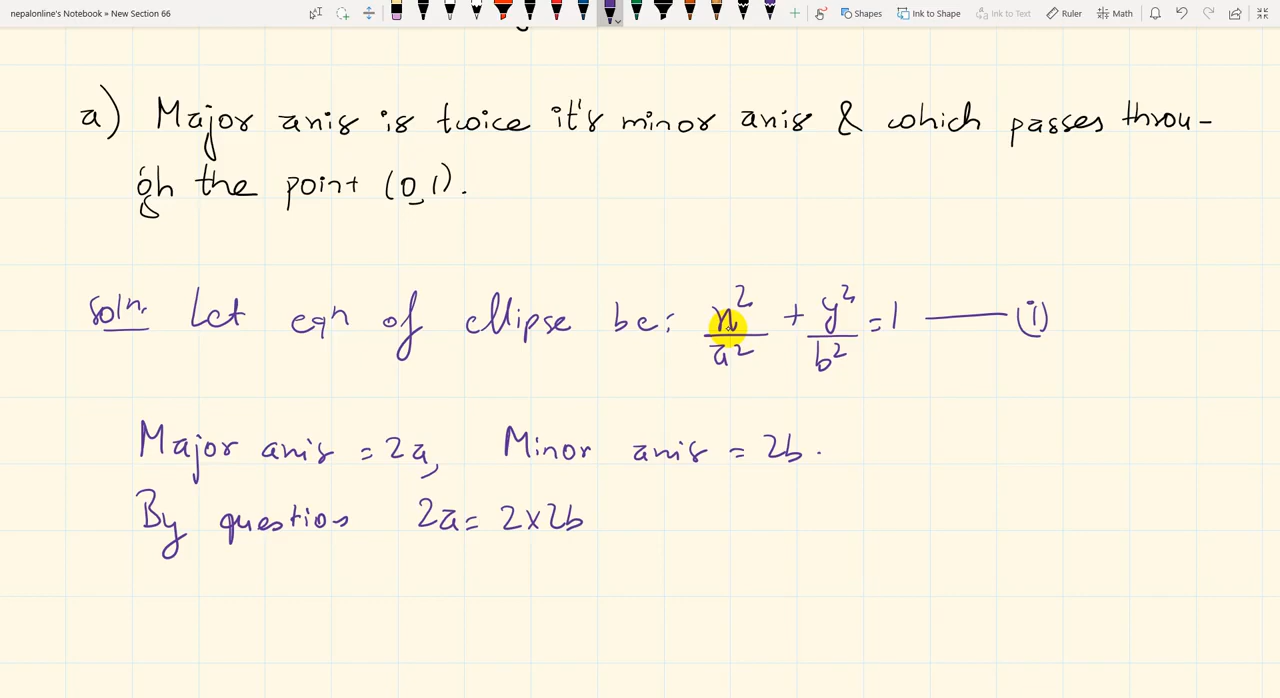 nepalonline's Notebook » New Section 66
Shapes Ink to Shape Ink to Text Ruler Math
a) Major axis is twice it's minor axis & which passes throu-
gh the point (0,1).
Soln. Let eqn of ellipse be: x²/a² + y²/b² = 1 —— (i)
Major axis = 2a, Minor axis = 2b.
By question 2a = 2×2b